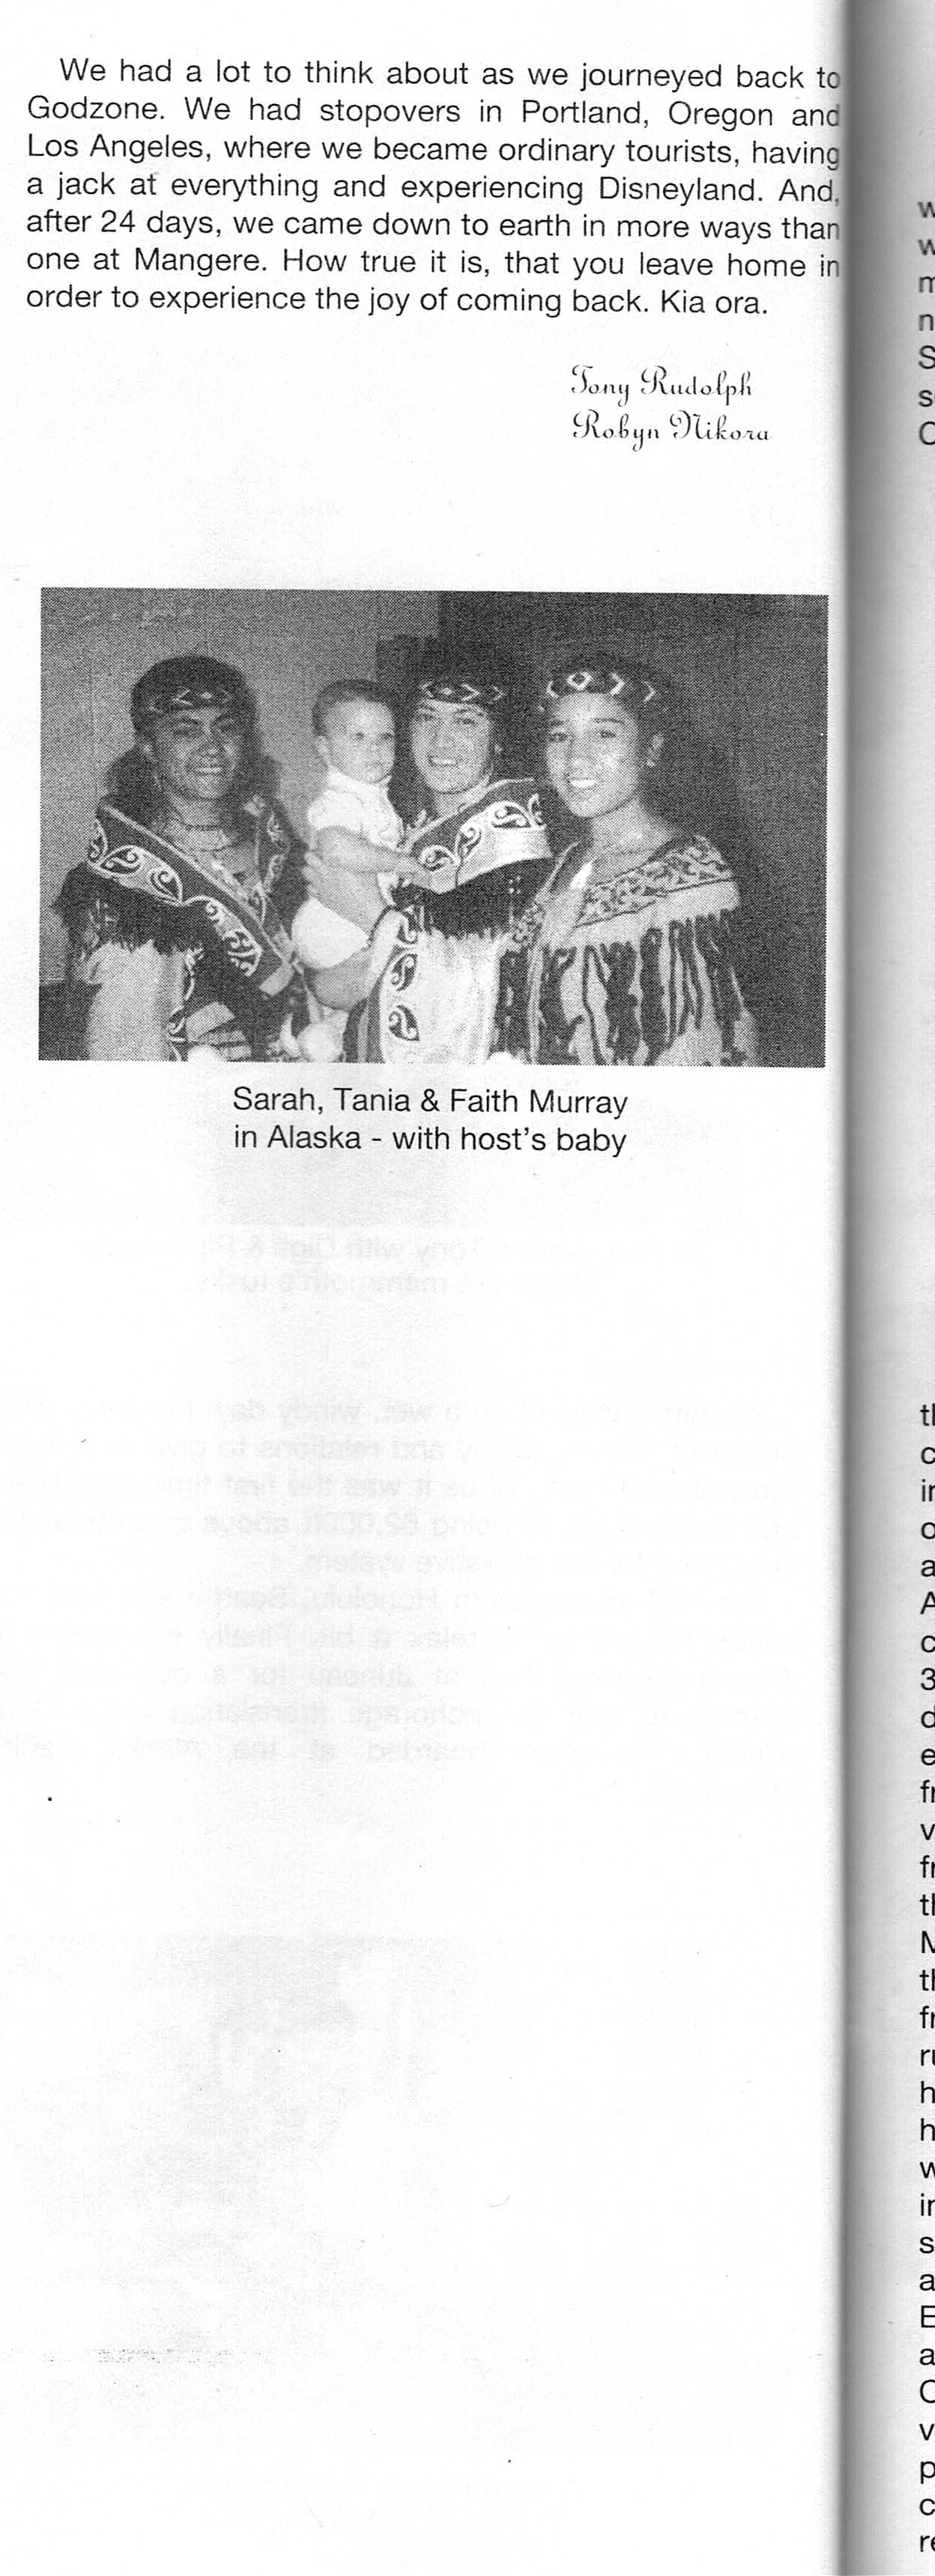 We had a lot to think about as we journeyed back to
Godzone. We had stopovers in Portland, Oregon and
Los Angeles, where we became ordinary tourists, having
a jack at everything and experiencing Disneyland. And,
after 24 days, we came down to earth in more ways than
one at Mangere. How true it is, that you leave home in
order to experience the joy of coming back. Kia ora.
Tony Rudolph
Robyn Nikora
Sarah, Tania & Faith Murray
in Alaska - with host's baby